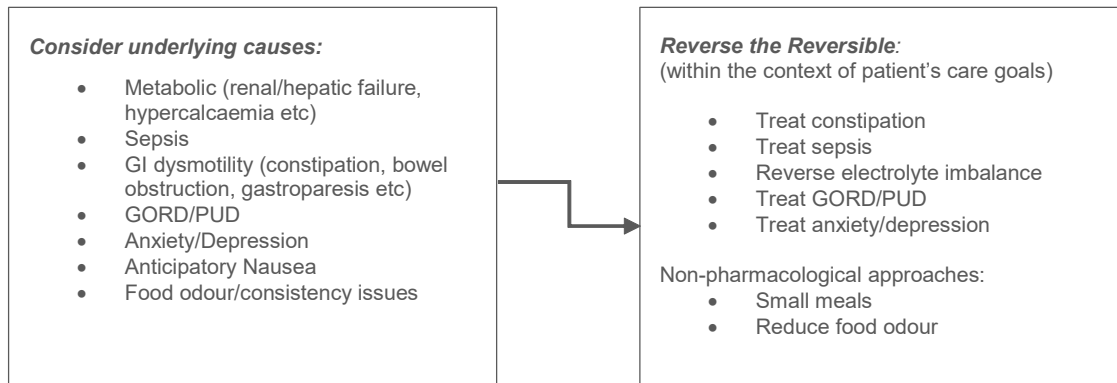 Consider underlying causes:
• Metabolic (renal/hepatic failure,
hypercalcaemia etc)
• Sepsis
• GI dysmotility (constipation, bowel
obstruction, gastroparesis etc)
• GORD/PUD
• Anxiety/Depression
• Anticipatory Nausea
• Food odour/consistency issues
Reverse the Reversible:
(within the context of patient’s care goals)
• Treat constipation
• Treat sepsis
• Reverse electrolyte imbalance
• Treat GORD/PUD
• Treat anxiety/depression
Non-pharmacological approaches:
• Small meals
• Reduce food odour